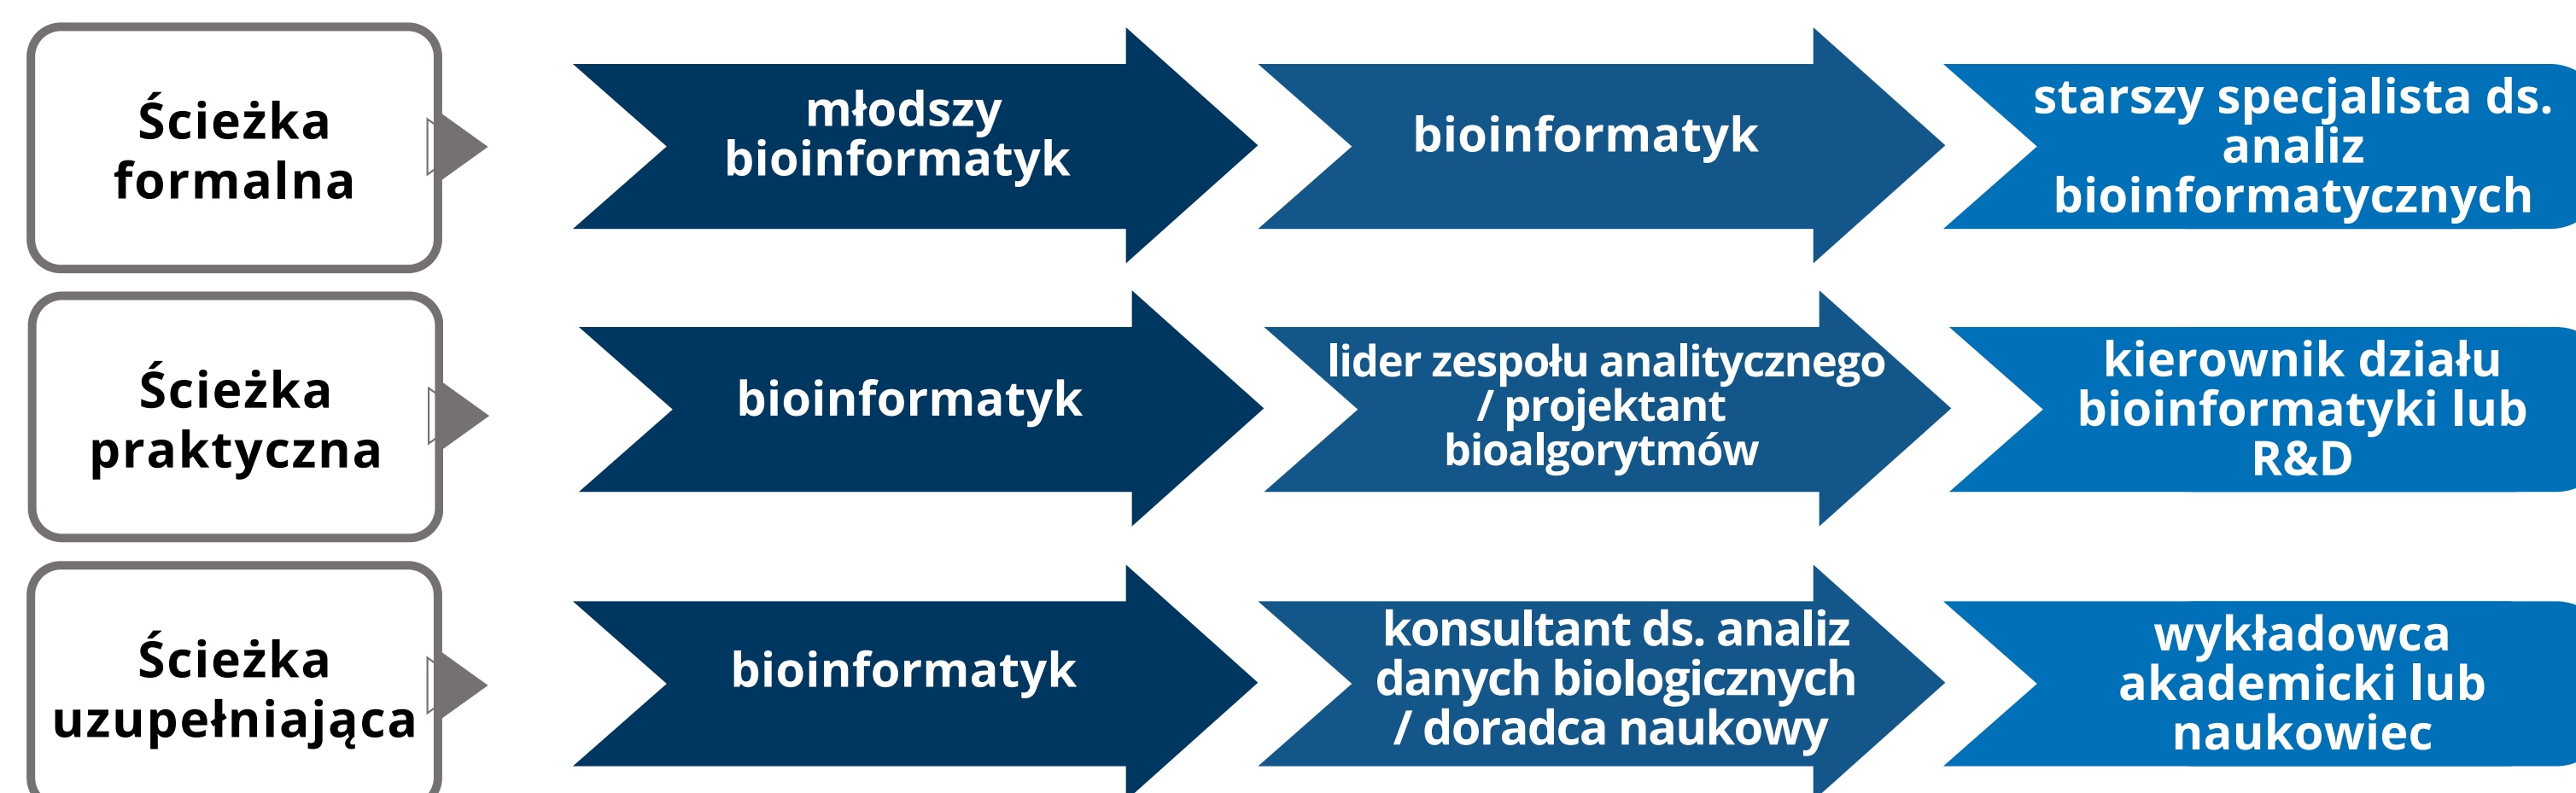 Ścieżka
formalna
młodszy
bioinformatyk
bioinformatyk
starszy specjalista ds.
analiz
bioinformatycznych
Ścieżka
praktyczna
bioinformatyk
lider zespołu analitycznego
/ projektant
bioalgorytmów
kierownik działu
bioinformatyki lub
R&D
Ścieżka
uzupełniająca
bioinformatyk
konsultant ds. analiz
danych biologicznych
/ doradca naukowy
wykładowca
akademicki lub
naukowiec